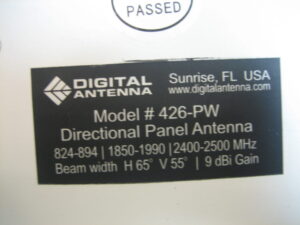 PASSED
DIGITAL
ANTENNA
Sunrise, FL USA
www.digitalantenna.com
Model # 426-PW
Directional Panel Antenna
824-894 | 1850-1990 | 2400-2500 MHz
Beam width H 65° V 55° | 9 dBi Gain